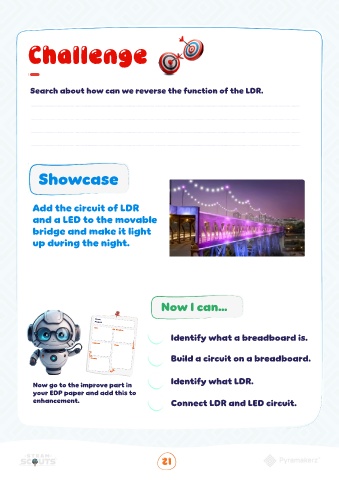 Challenge
Search about how can we reverse the function of the LDR.
Showcase
Add the circuit of LDR
and a LED to the movable
bridge and make it light
up during the night.
Now I can...
Identify what a breadboard is.
Build a circuit on a breadboard.
Identify what LDR.
Connect LDR and LED circuit.
Now go to the improve part in
your EDP paper and add this to
enhancement.
SCOUTS
21
Pyramakerz